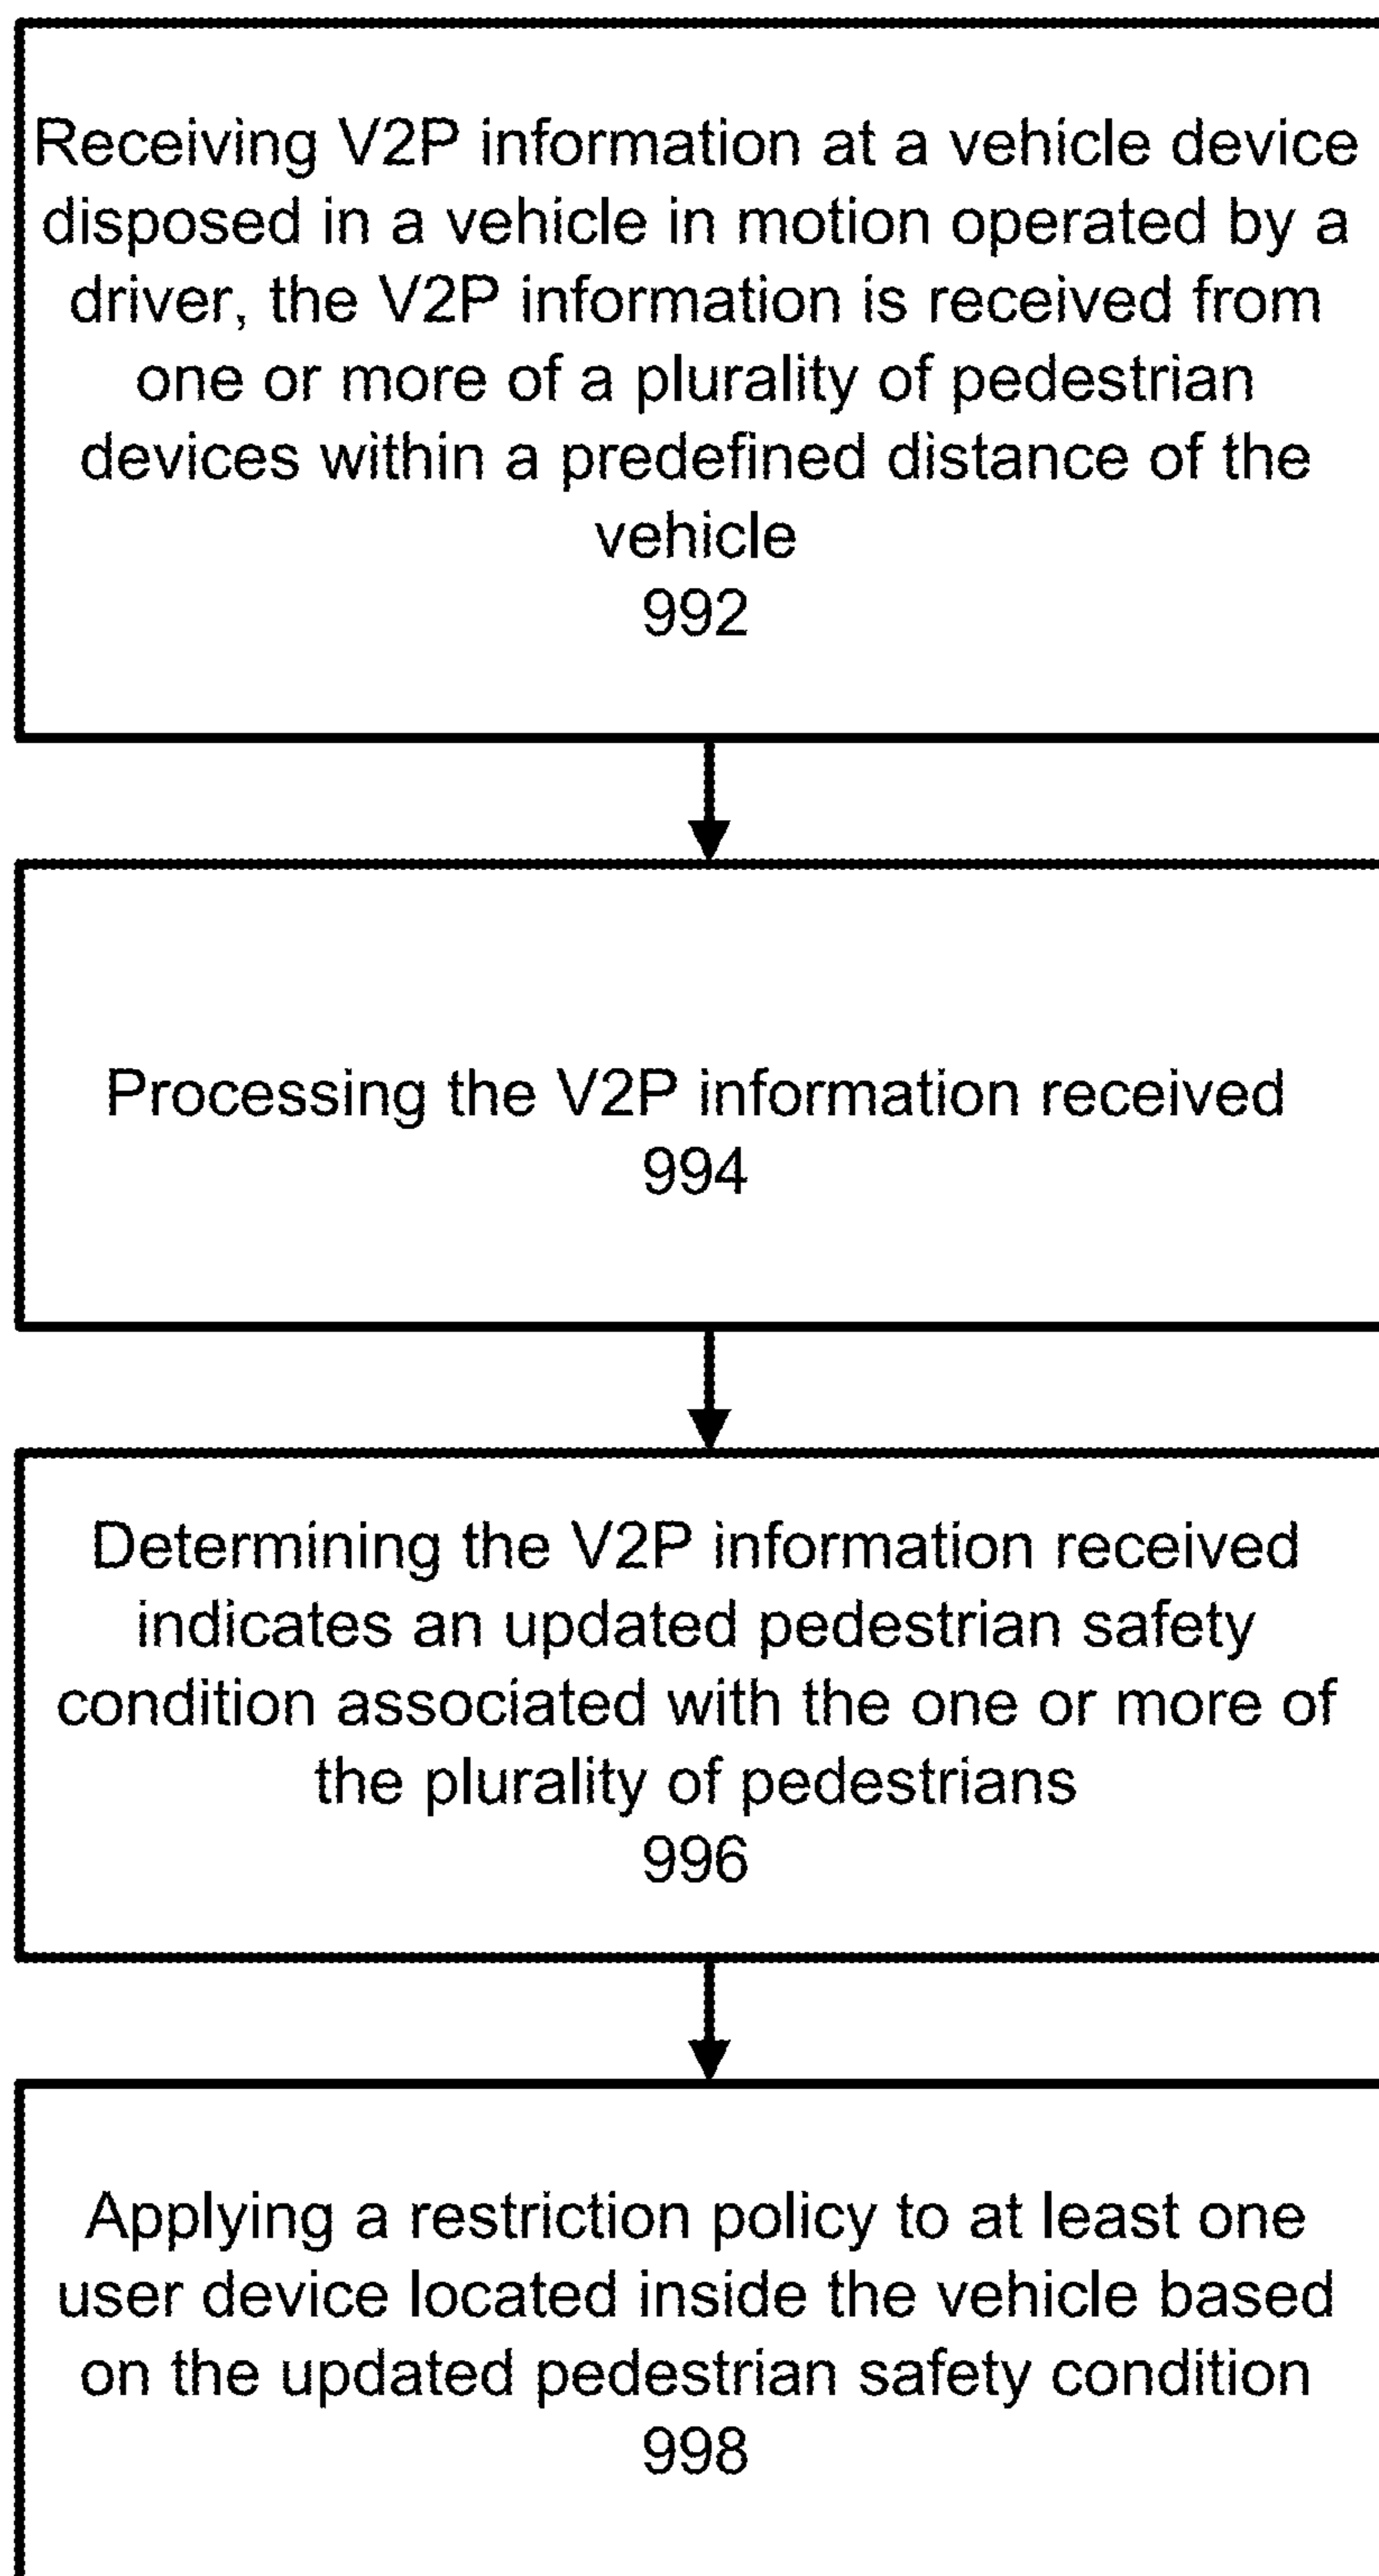 Receiving V2P information at a vehicle device
disposed in a vehicle in motion operated by a
driver, the V2P information is received from
one or more of a plurality of pedestrian
devices within a predefined distance of the
vehicle
992
Processing the V2P information received
994
Determining the V2P information received
indicates an updated pedestrian safety
condition associated with the one or more of
the plurality of pedestrians
996
Applying a restriction policy to at least one
user device located inside the vehicle based
on the updated pedestrian safety condition
998